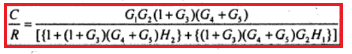 C/R = G₁G₂(1+G₃)(G₄+G₅) / [{1+(1+G₃)(G₄+G₅)H₂}+{(1+G₃)(G₄+G₅)G₂H₁}]